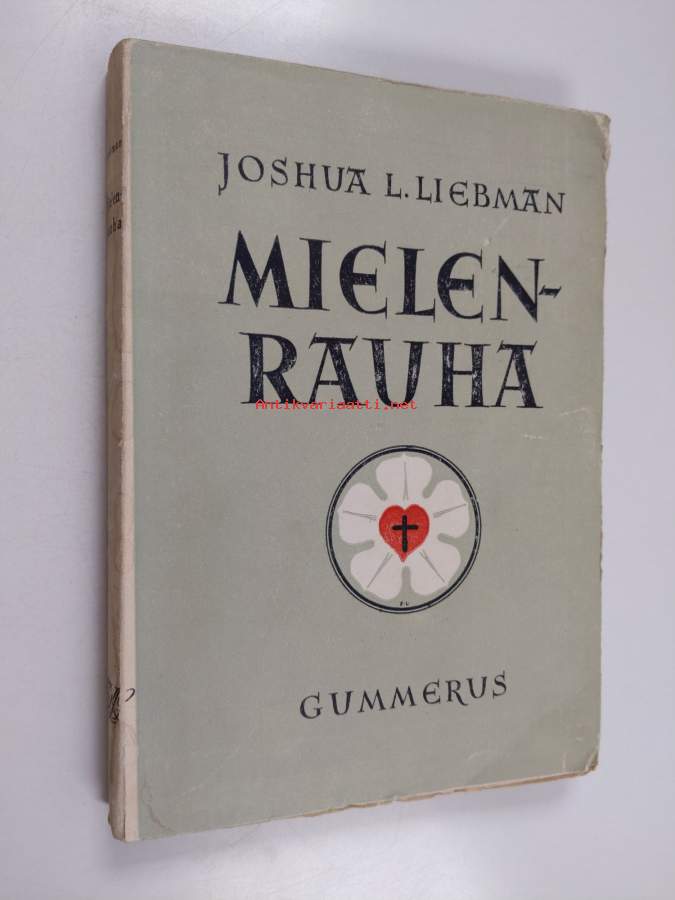 JOSHUA L. LIEBMAN
MIELEN-
RAUHA
Antikvariaatti.net
GUMMERUS